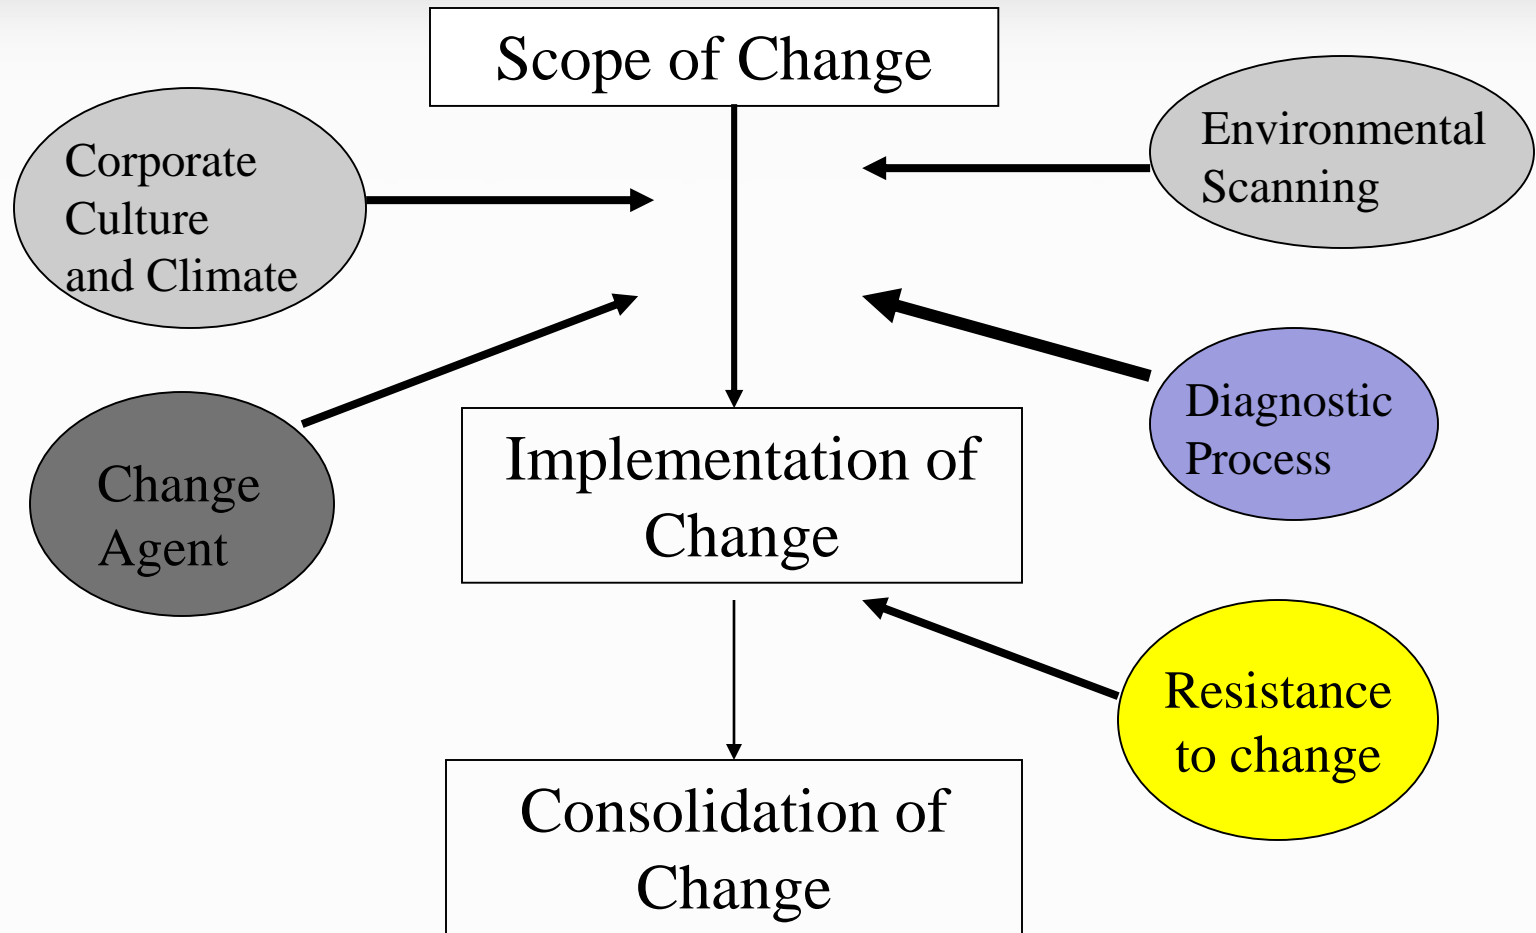 Scope of Change
Environmental
Scanning
Corporate
Culture
and Climate
Diagnostic
Process
Change
Agent
Implementation of
Change
Resistance
to change
Consolidation of
Change